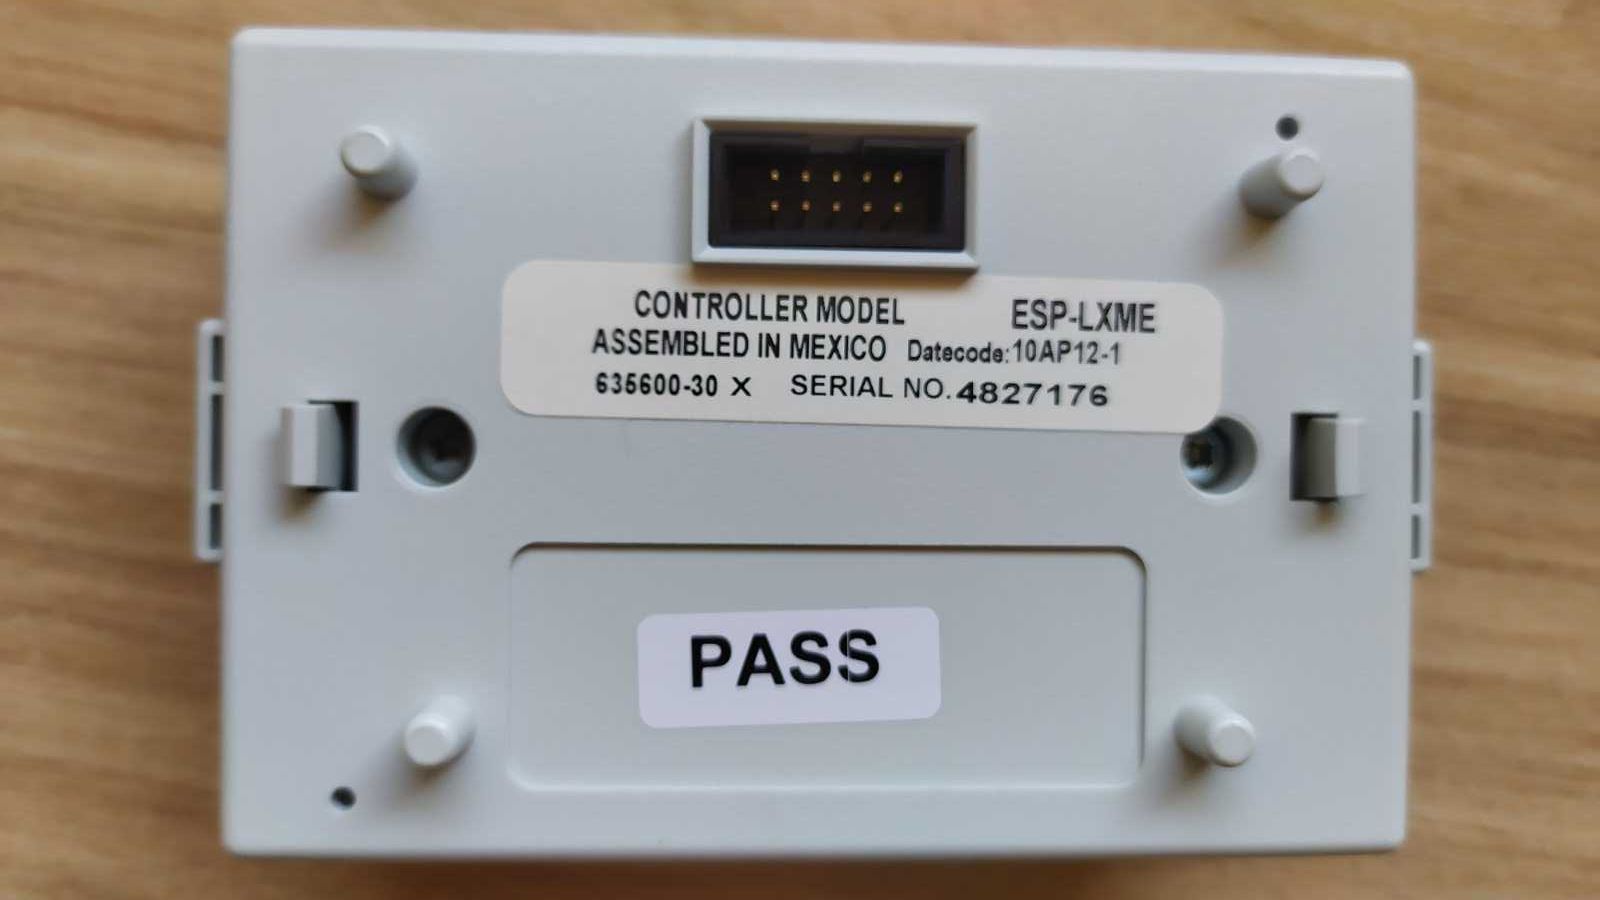 CONTROLLER MODEL ESP-LXME
ASSEMBLED IN MEXICO Datecode:10AP12-1
635600-30 X SERIAL NO. 4827176
PASS